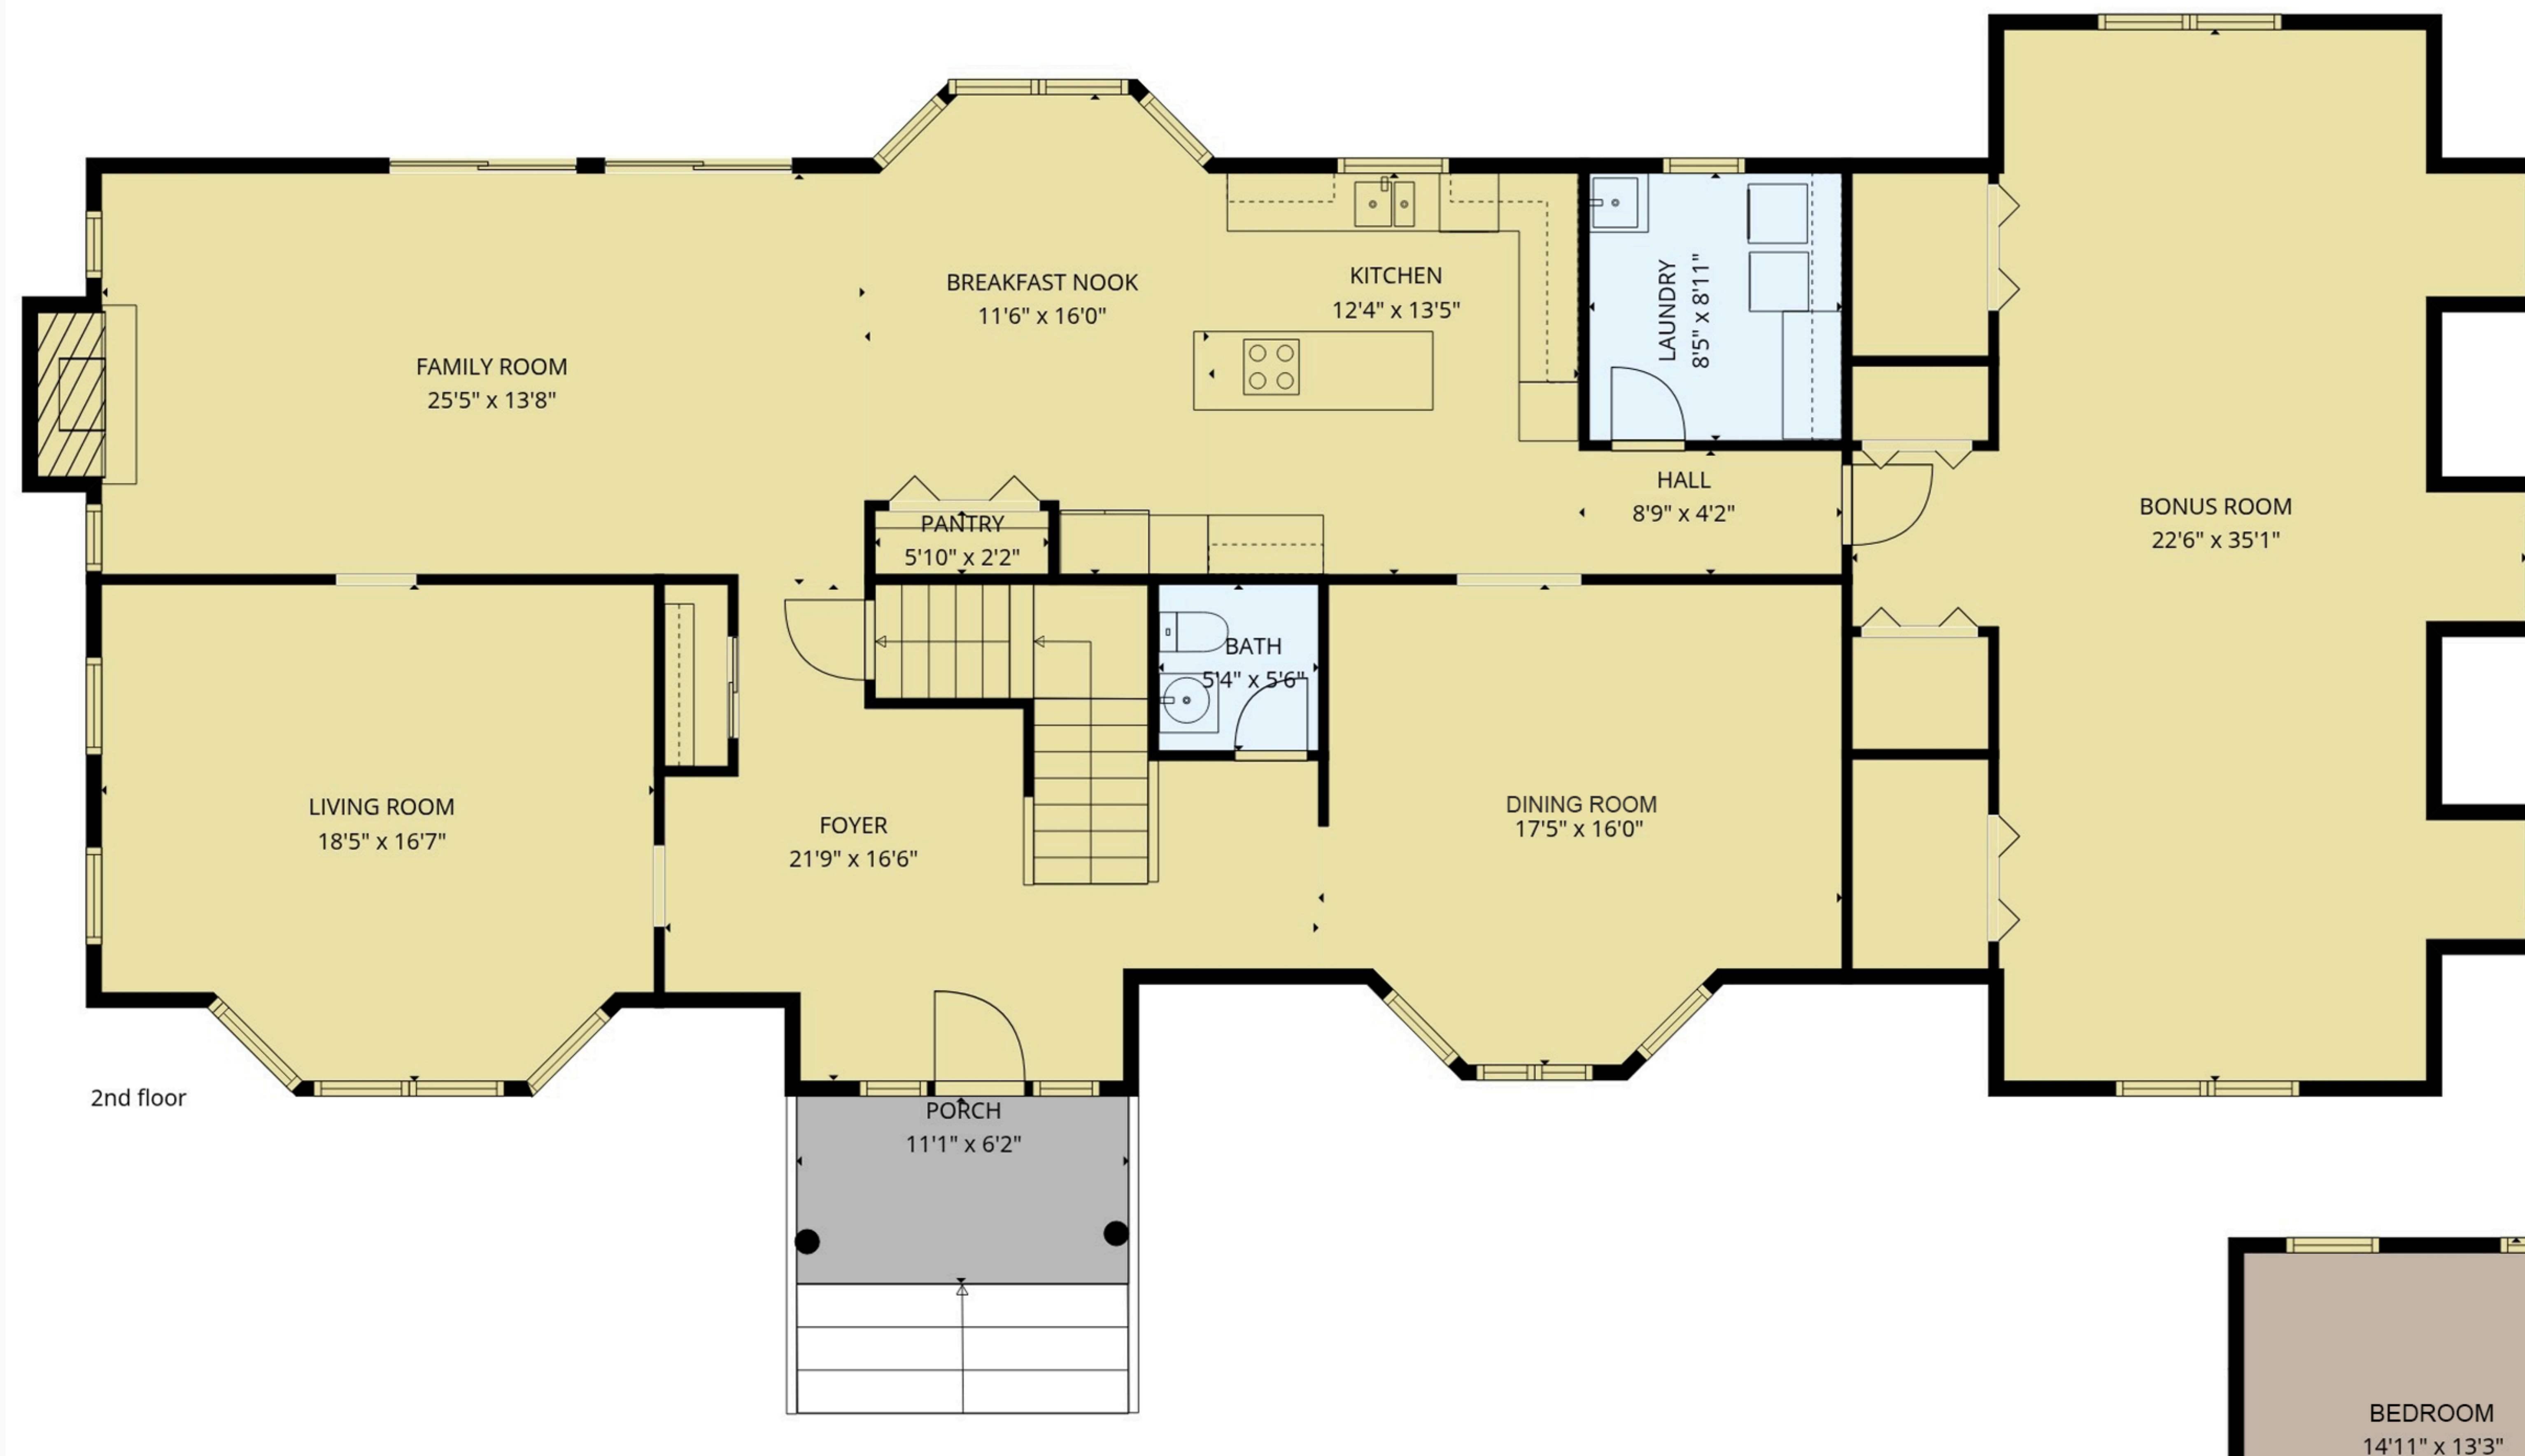 BREAKFAST NOOK
11'6" x 16'0"
KITCHEN
12'4" x 13'5"
LAUNDRY
8'5" x 8'11"
FAMILY ROOM
25'5" x 13'8"
HALL
8'9" x 4'2"
BONUS ROOM
22'6" x 35'1"
PANTRY
5'10" x 2'2"
BATH
5'4" x 5'6"
LIVING ROOM
18'5" x 16'7"
FOYER
21'9" x 16'6"
DINING ROOM
17'5" x 16'0"
2nd floor
PORCH
11'1" x 6'2"
BEDROOM
14'11" x 13'3"